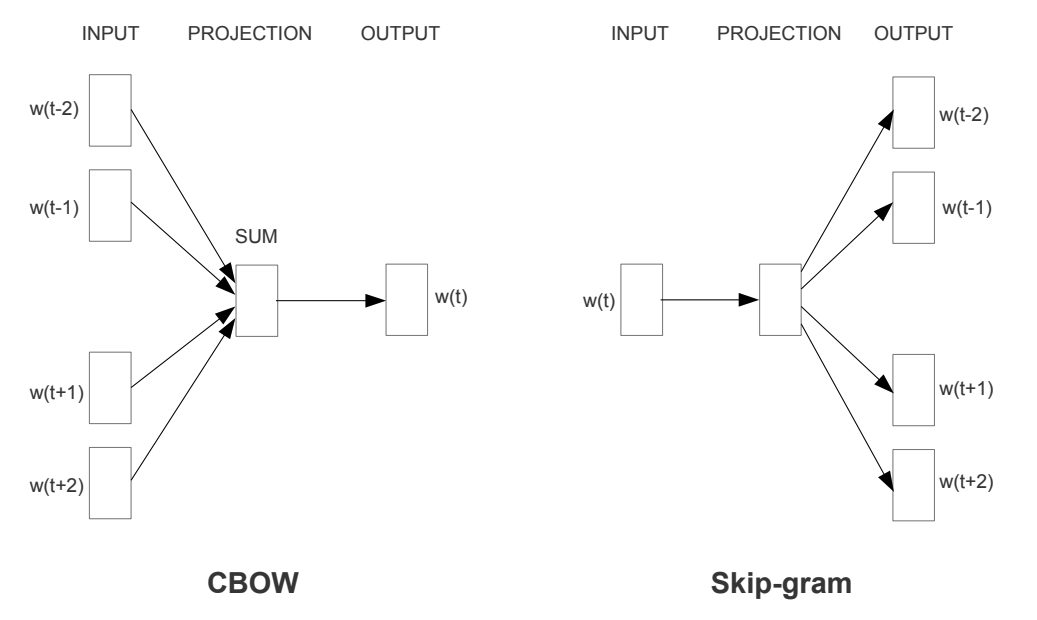 INPUT PROJECTION OUTPUT
w(t-2)
w(t-1)
SUM
w(t)
w(t+1)
w(t+2)
CBOW
INPUT PROJECTION OUTPUT
w(t-2)
w(t-1)
w(t)
w(t+1)
w(t+2)
Skip-gram